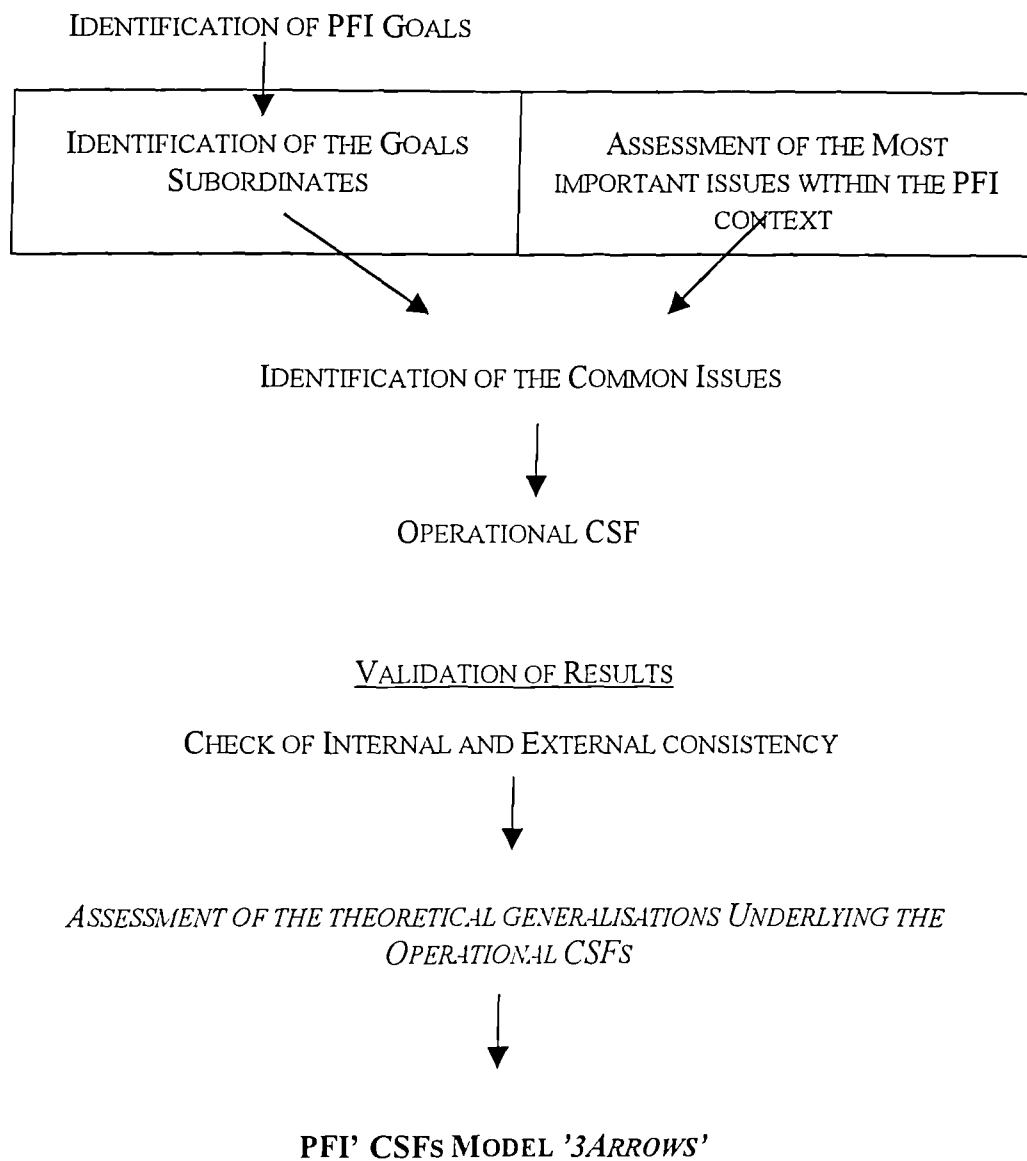 IDENTIFICATION OF PFI GOALS
IDENTIFICATION OF THE GOALS
SUBORDINATES
ASSESSMENT OF THE MOST
IMPORTANT ISSUES WITHIN THE PFI
CONTEXT
IDENTIFICATION OF THE COMMON ISSUES
OPERATIONAL CSF
VALIDATION OF RESULTS
CHECK OF INTERNAL AND EXTERNAL CONSISTENCY
ASSESSMENT OF THE THEORETICAL GENERALISATIONS UNDERLYING THE
OPERATIONAL CSFS
PFI' CSFS MODEL '3ARROWS'